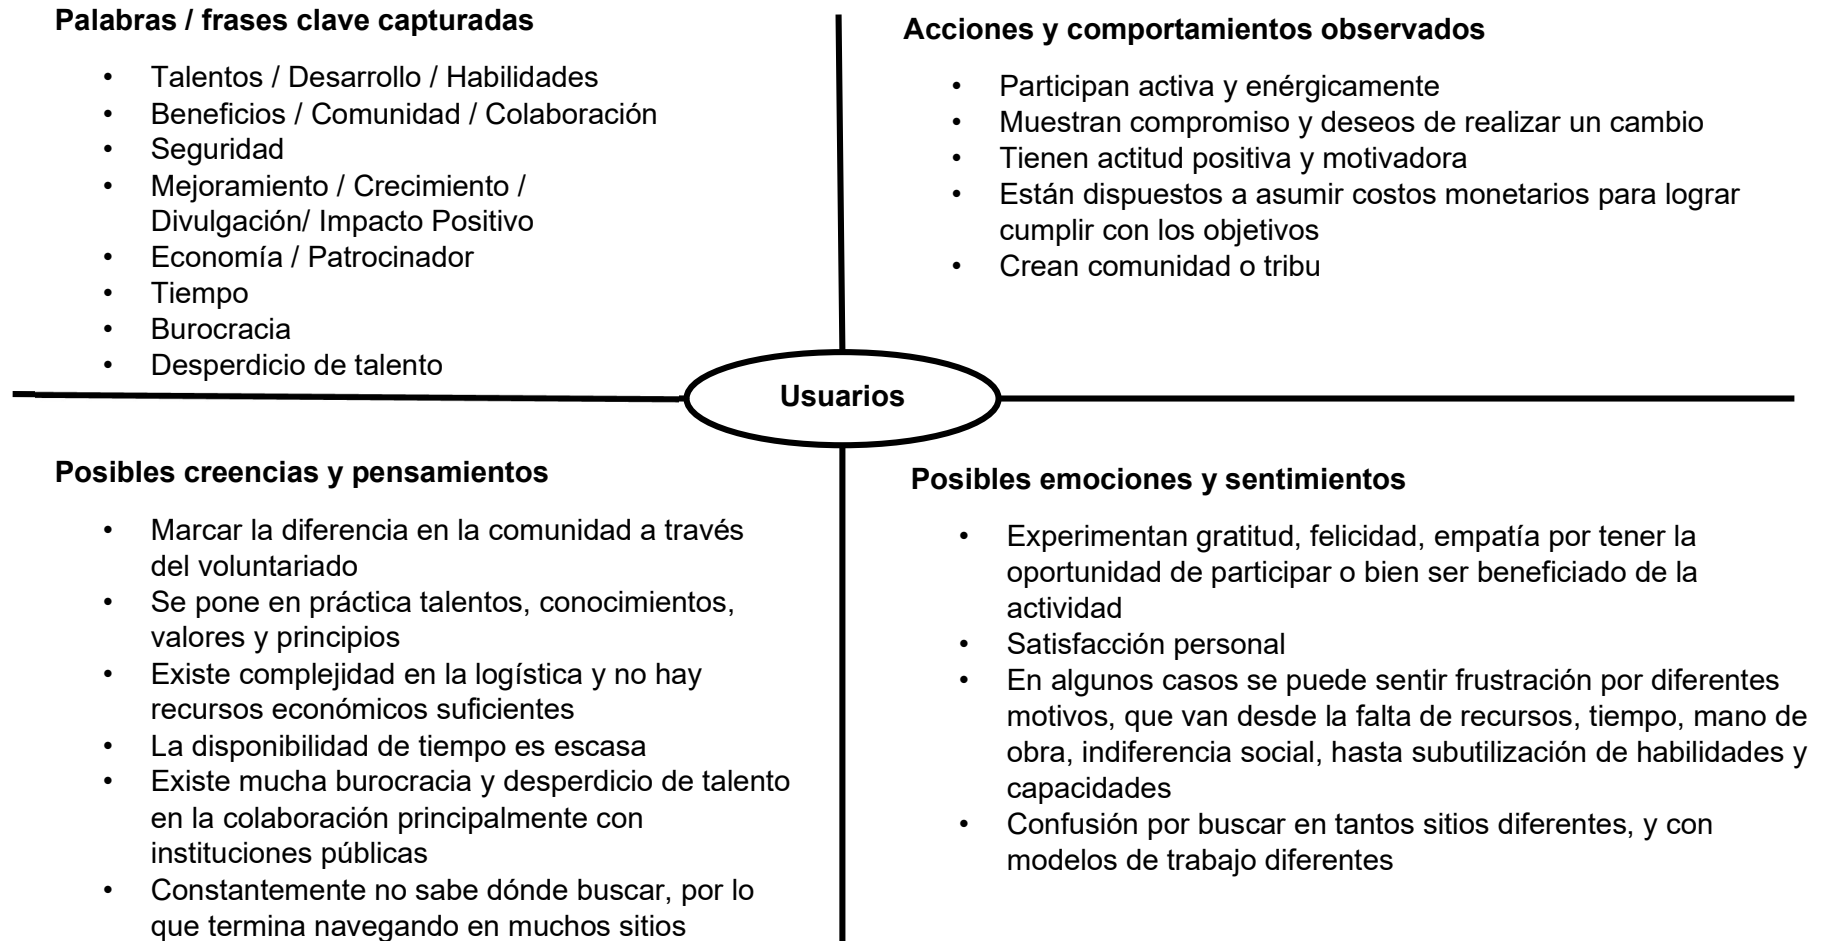 Palabras / frases clave capturadas
• Talentos / Desarrollo / Habilidades
• Beneficios / Comunidad / Colaboración
• Seguridad
• Mejoramiento / Crecimiento /
Divulgación/ Impacto Positivo
• Economía / Patrocinador
• Tiempo
• Burocracia
• Desperdicio de talento
Acciones y comportamientos observados
• Participan activa y enérgicamente
• Muestran compromiso y deseos de realizar un cambio
• Tienen actitud positiva y motivadora
• Están dispuestos a asumir costos monetarios para lograr
cumplir con los objetivos
• Crean comunidad o tribu
Usuarios
Posibles creencias y pensamientos
• Marcar la diferencia en la comunidad a través
del voluntariado
• Se pone en práctica talentos, conocimientos,
valores y principios
• Existe complejidad en la logística y no hay
recursos económicos suficientes
• La disponibilidad de tiempo es escasa
• Existe mucha burocracia y desperdicio de talento
en la colaboración principalmente con
instituciones públicas
• Constantemente no sabe dónde buscar, por lo
que termina navegando en muchos sitios
Posibles emociones y sentimientos
• Experimentan gratitud, felicidad, empatía por tener la
oportunidad de participar o bien ser beneficiado de la
actividad
• Satisfacción personal
• En algunos casos se puede sentir frustración por diferentes
motivos, que van desde la falta de recursos, tiempo, mano de
obra, indiferencia social, hasta subutilización de habilidades y
capacidades
• Confusión por buscar en tantos sitios diferentes, y con
modelos de trabajo diferentes